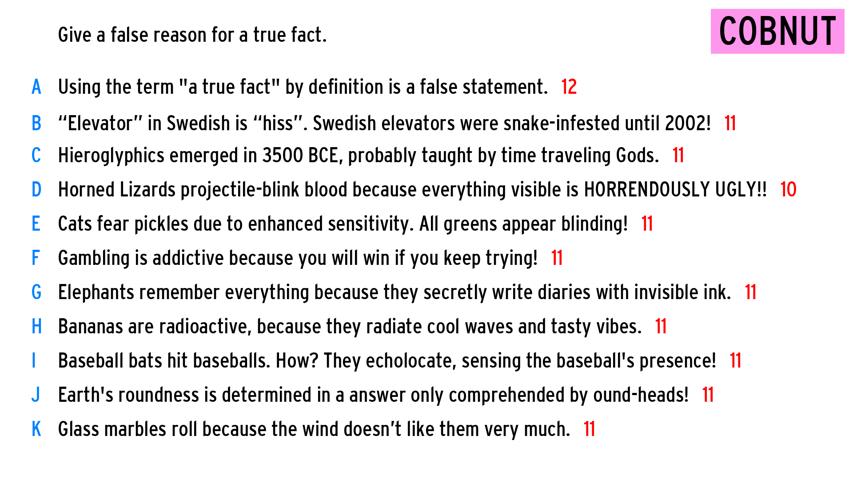 Give a false reason for a true fact.
COBNUT
A Using the term "a true fact" by definition is a false statement. 12
B “Elevator” in Swedish is “hiss”. Swedish elevators were snake-infested until 2002! 11
C Hieroglyphics emerged in 3500 BCE, probably taught by time traveling Gods. 11
D Horned Lizards projectile-blink blood because everything visible is HORRENDOUSLY UGLY!! 10
E Cats fear pickles due to enhanced sensitivity. All greens appear blinding! 11
F Gambling is addictive because you will win if you keep trying! 11
G Elephants remember everything because they secretly write diaries with invisible ink. 11
H Bananas are radioactive, because they radiate cool waves and tasty vibes. 11
I Baseball bats hit baseballs. How? They echolocate, sensing the baseball's presence! 11
J Earth's roundness is determined in a answer only comprehended by ound-heads! 11
K Glass marbles roll because the wind doesn’t like them very much. 11